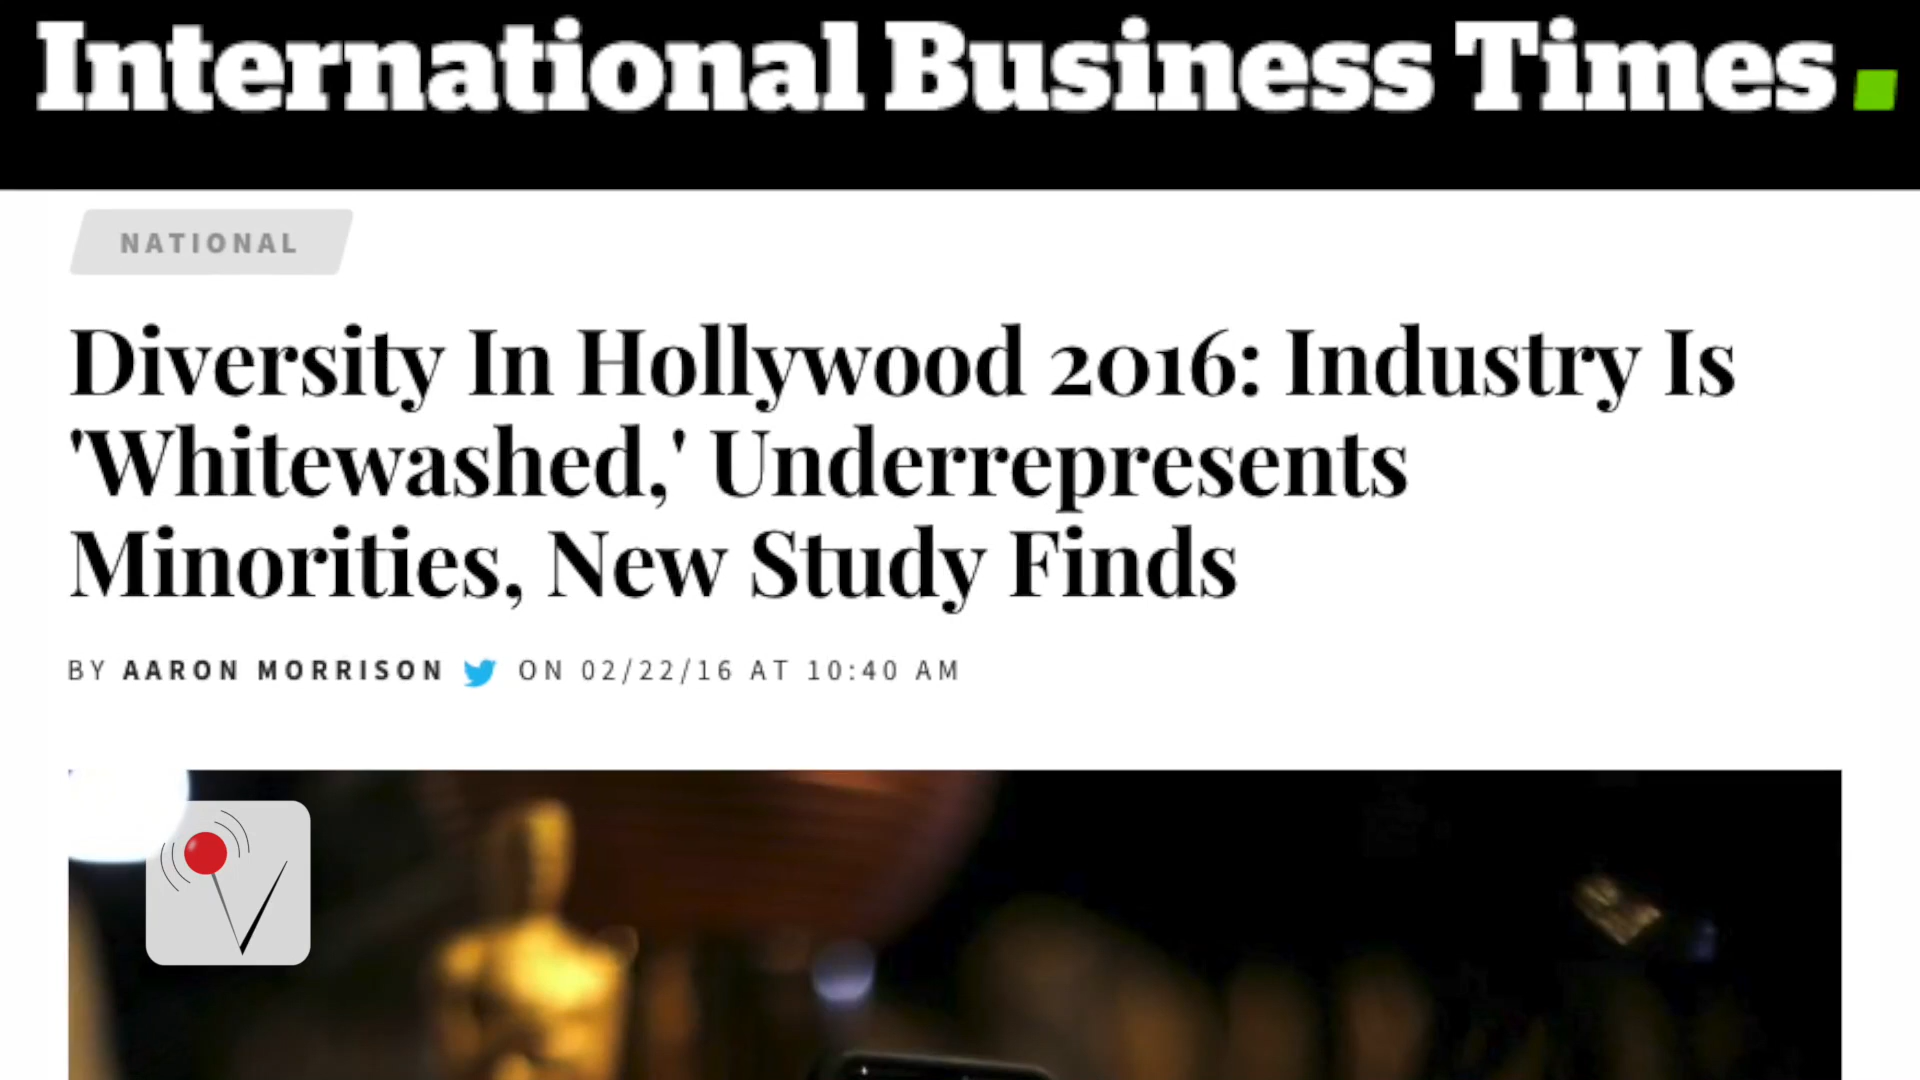 International Business Times
NATIONAL
Diversity In Hollywood 2016: Industry Is
'Whitewashed,' Underrepresents
Minorities, New Study Finds
BY AARON MORRISON ON 02/22/16 AT 10:40 AM